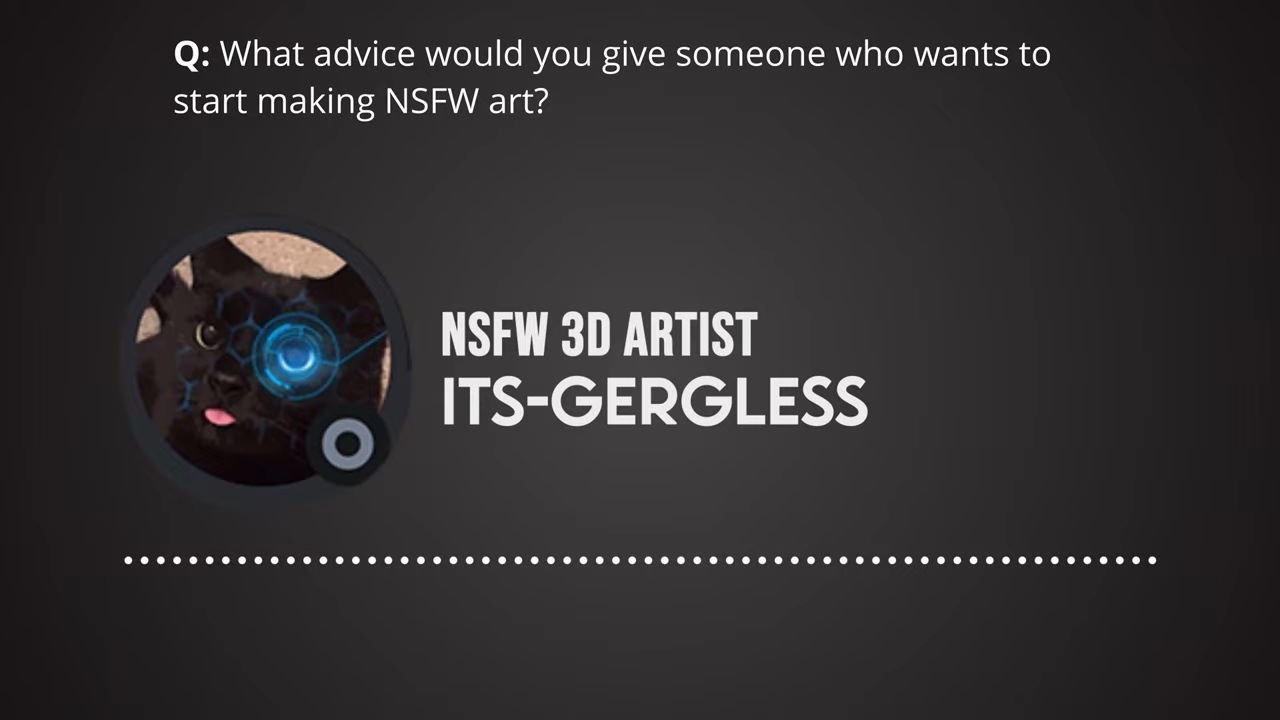 Q: What advice would you give someone who wants to
start making NSFW art?
NSFW 3D ARTIST
ITS-GERGLESS